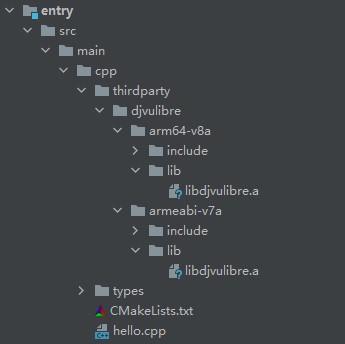 entry
src
main
cpp
thirdparty
djvulibre
arm64-v8a
include
lib
libdjvulibre.a
armeabi-v7a
include
lib
libdjvulibre.a
types
CMakeLists.txt
hello.cpp